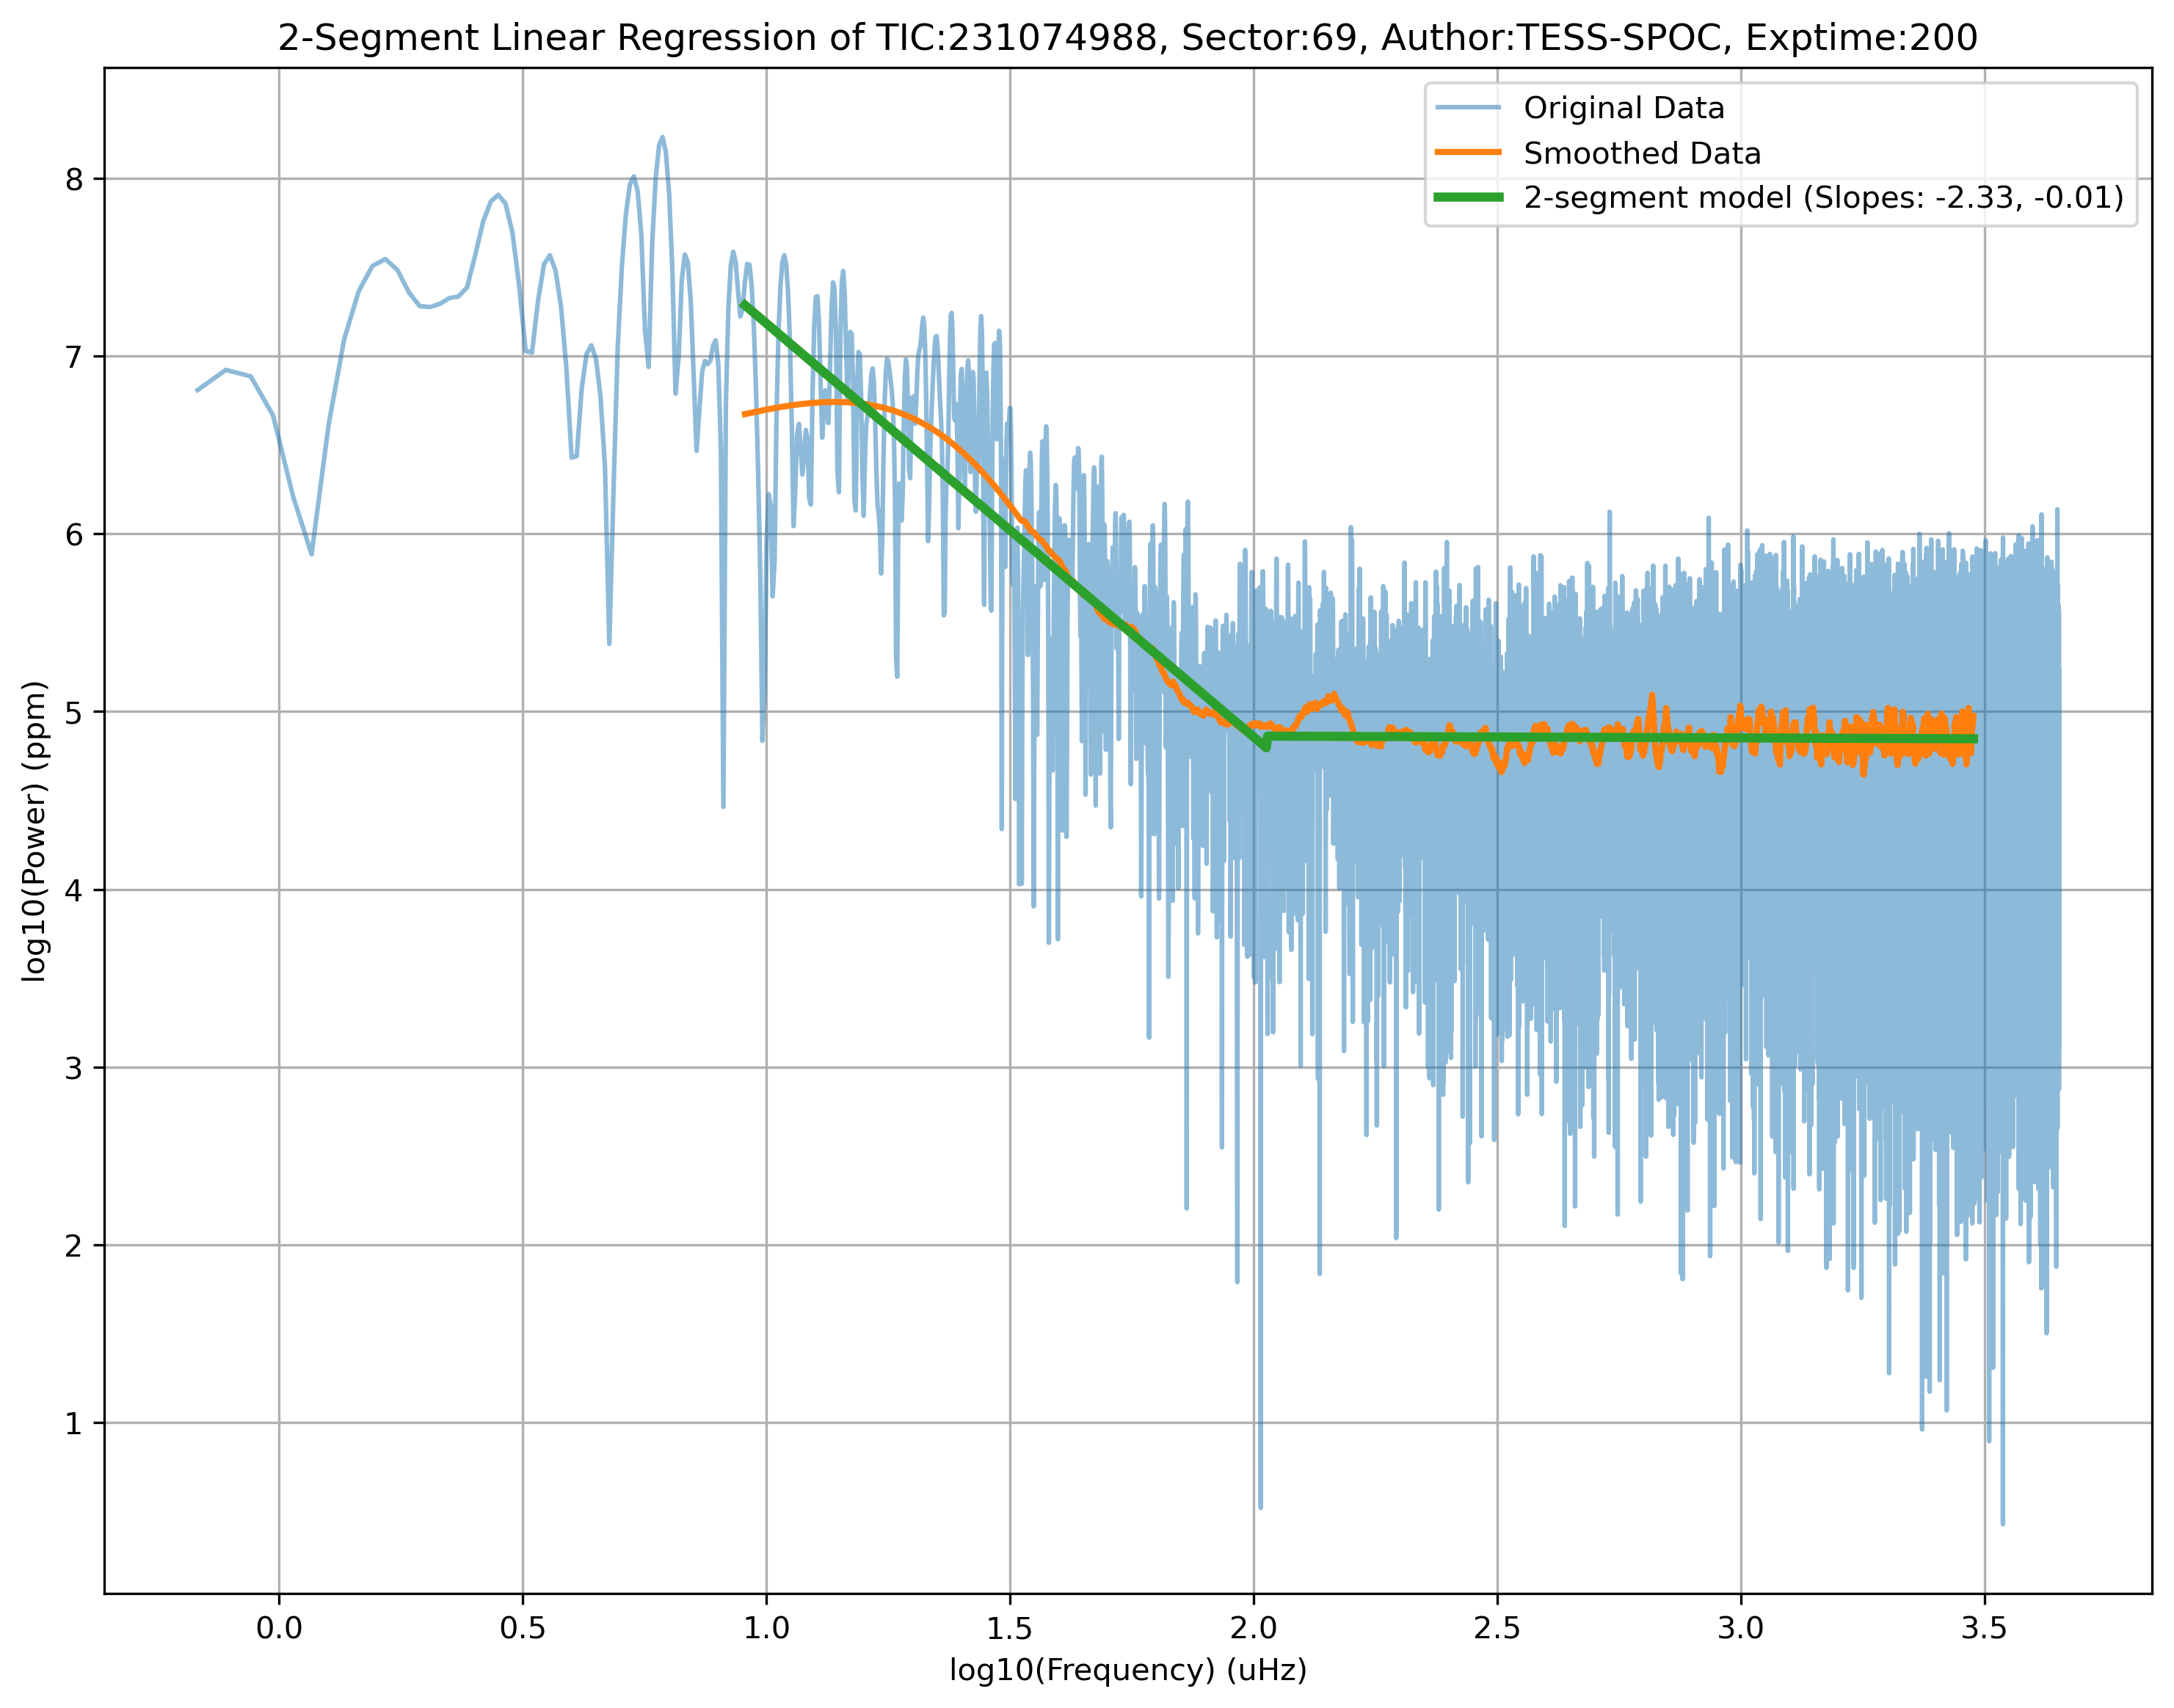 2-Segment Linear Regression of TIC:231074988, Sector:69, Author:TESS-SPOC, Exptime:200
Original Data
Smoothed Data
2-segment model (Slopes: -2.33, -0.01)
log10(Power) (ppm)
8
7
6
5
4
3
2
1
0.0 0.5 1.0 1.5 2.0 2.5 3.0 3.5
log10(Frequency) (uHz)